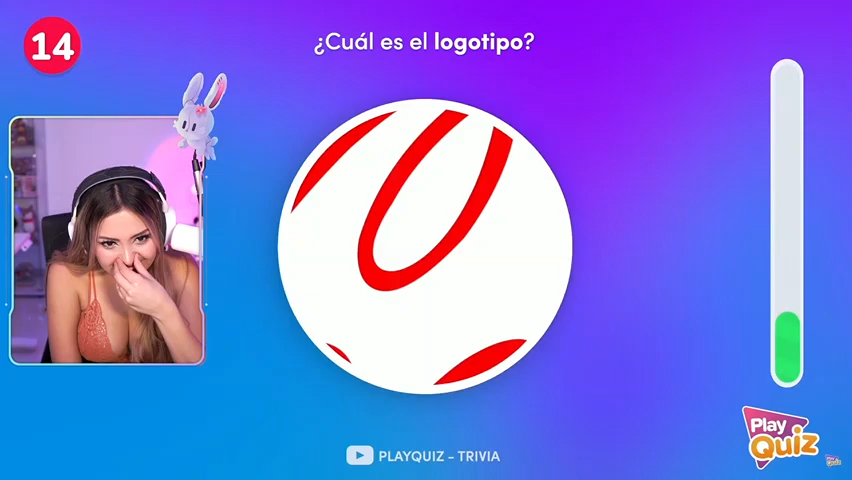 14
¿Cuál es el logotipo?
PLAYQUIZ - TRIVIA
Play
Quiz